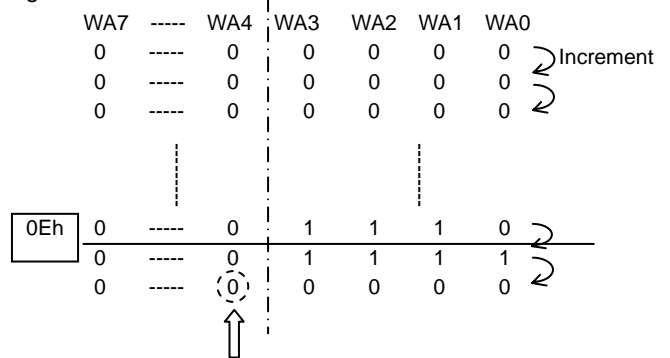 WA7 ----- WA4 WA3 WA2 WA1 WA0
0 ----- 0 0 0 0 0 Increment
0 ----- 0 0 0 0 0
0 ----- 0 0 0 0 0
0Eh 0 ----- 0 1 1 1 0
0 ----- 0 1 1 1 1
0 ----- 0 0 0 0 0